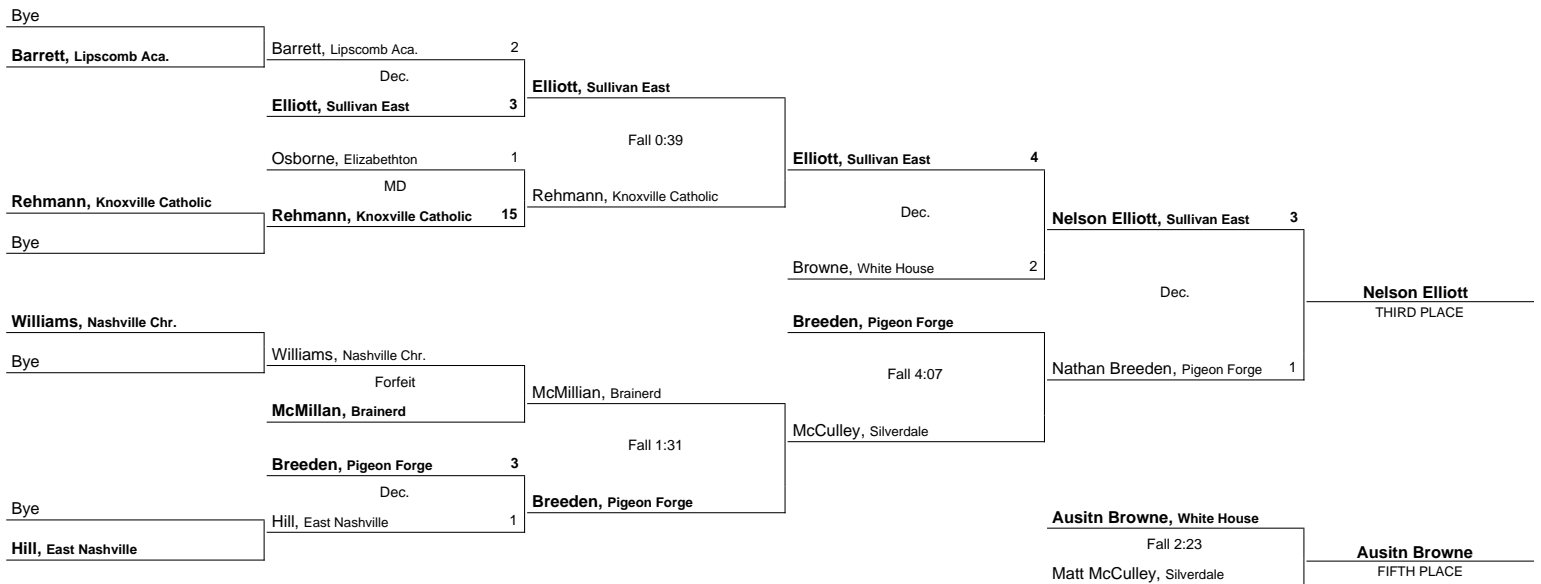 Bye
Barrett, Lipscomb Aca.
Rehmann, Knoxville Catholic
Bye
Williams, Nashville Chr.
Bye
Bye
Hill, East Nashville
Barrett, Lipscomb Aca. 2
Dec.
Elliott, Sullivan East 3
Osborne, Elizabethton 1
MD
Rehmann, Knoxville Catholic 15
Williams, Nashville Chr.
Forfeit
McMillan, Brainerd
Breeden, Pigeon Forge 3
Dec.
Hill, East Nashville 1
Elliott, Sullivan East
Fall 0:39
Rehmann, Knoxville Catholic
McMillian, Brainerd
Fall 1:31
Breeden, Pigeon Forge
Elliott, Sullivan East 4
Dec.
Browne, White House 2
Breeden, Pigeon Forge
Fall 4:07
McCulley, Silverdale
Nelson Elliott, Sullivan East 3
Dec.
Nathan Breeden, Pigeon Forge 1
Nelson Elliott
THIRD PLACE
Ausitn Browne, White House
Fall 2:23
Matt McCulley, Silverdale
Ausitn Browne
FIFTH PLACE